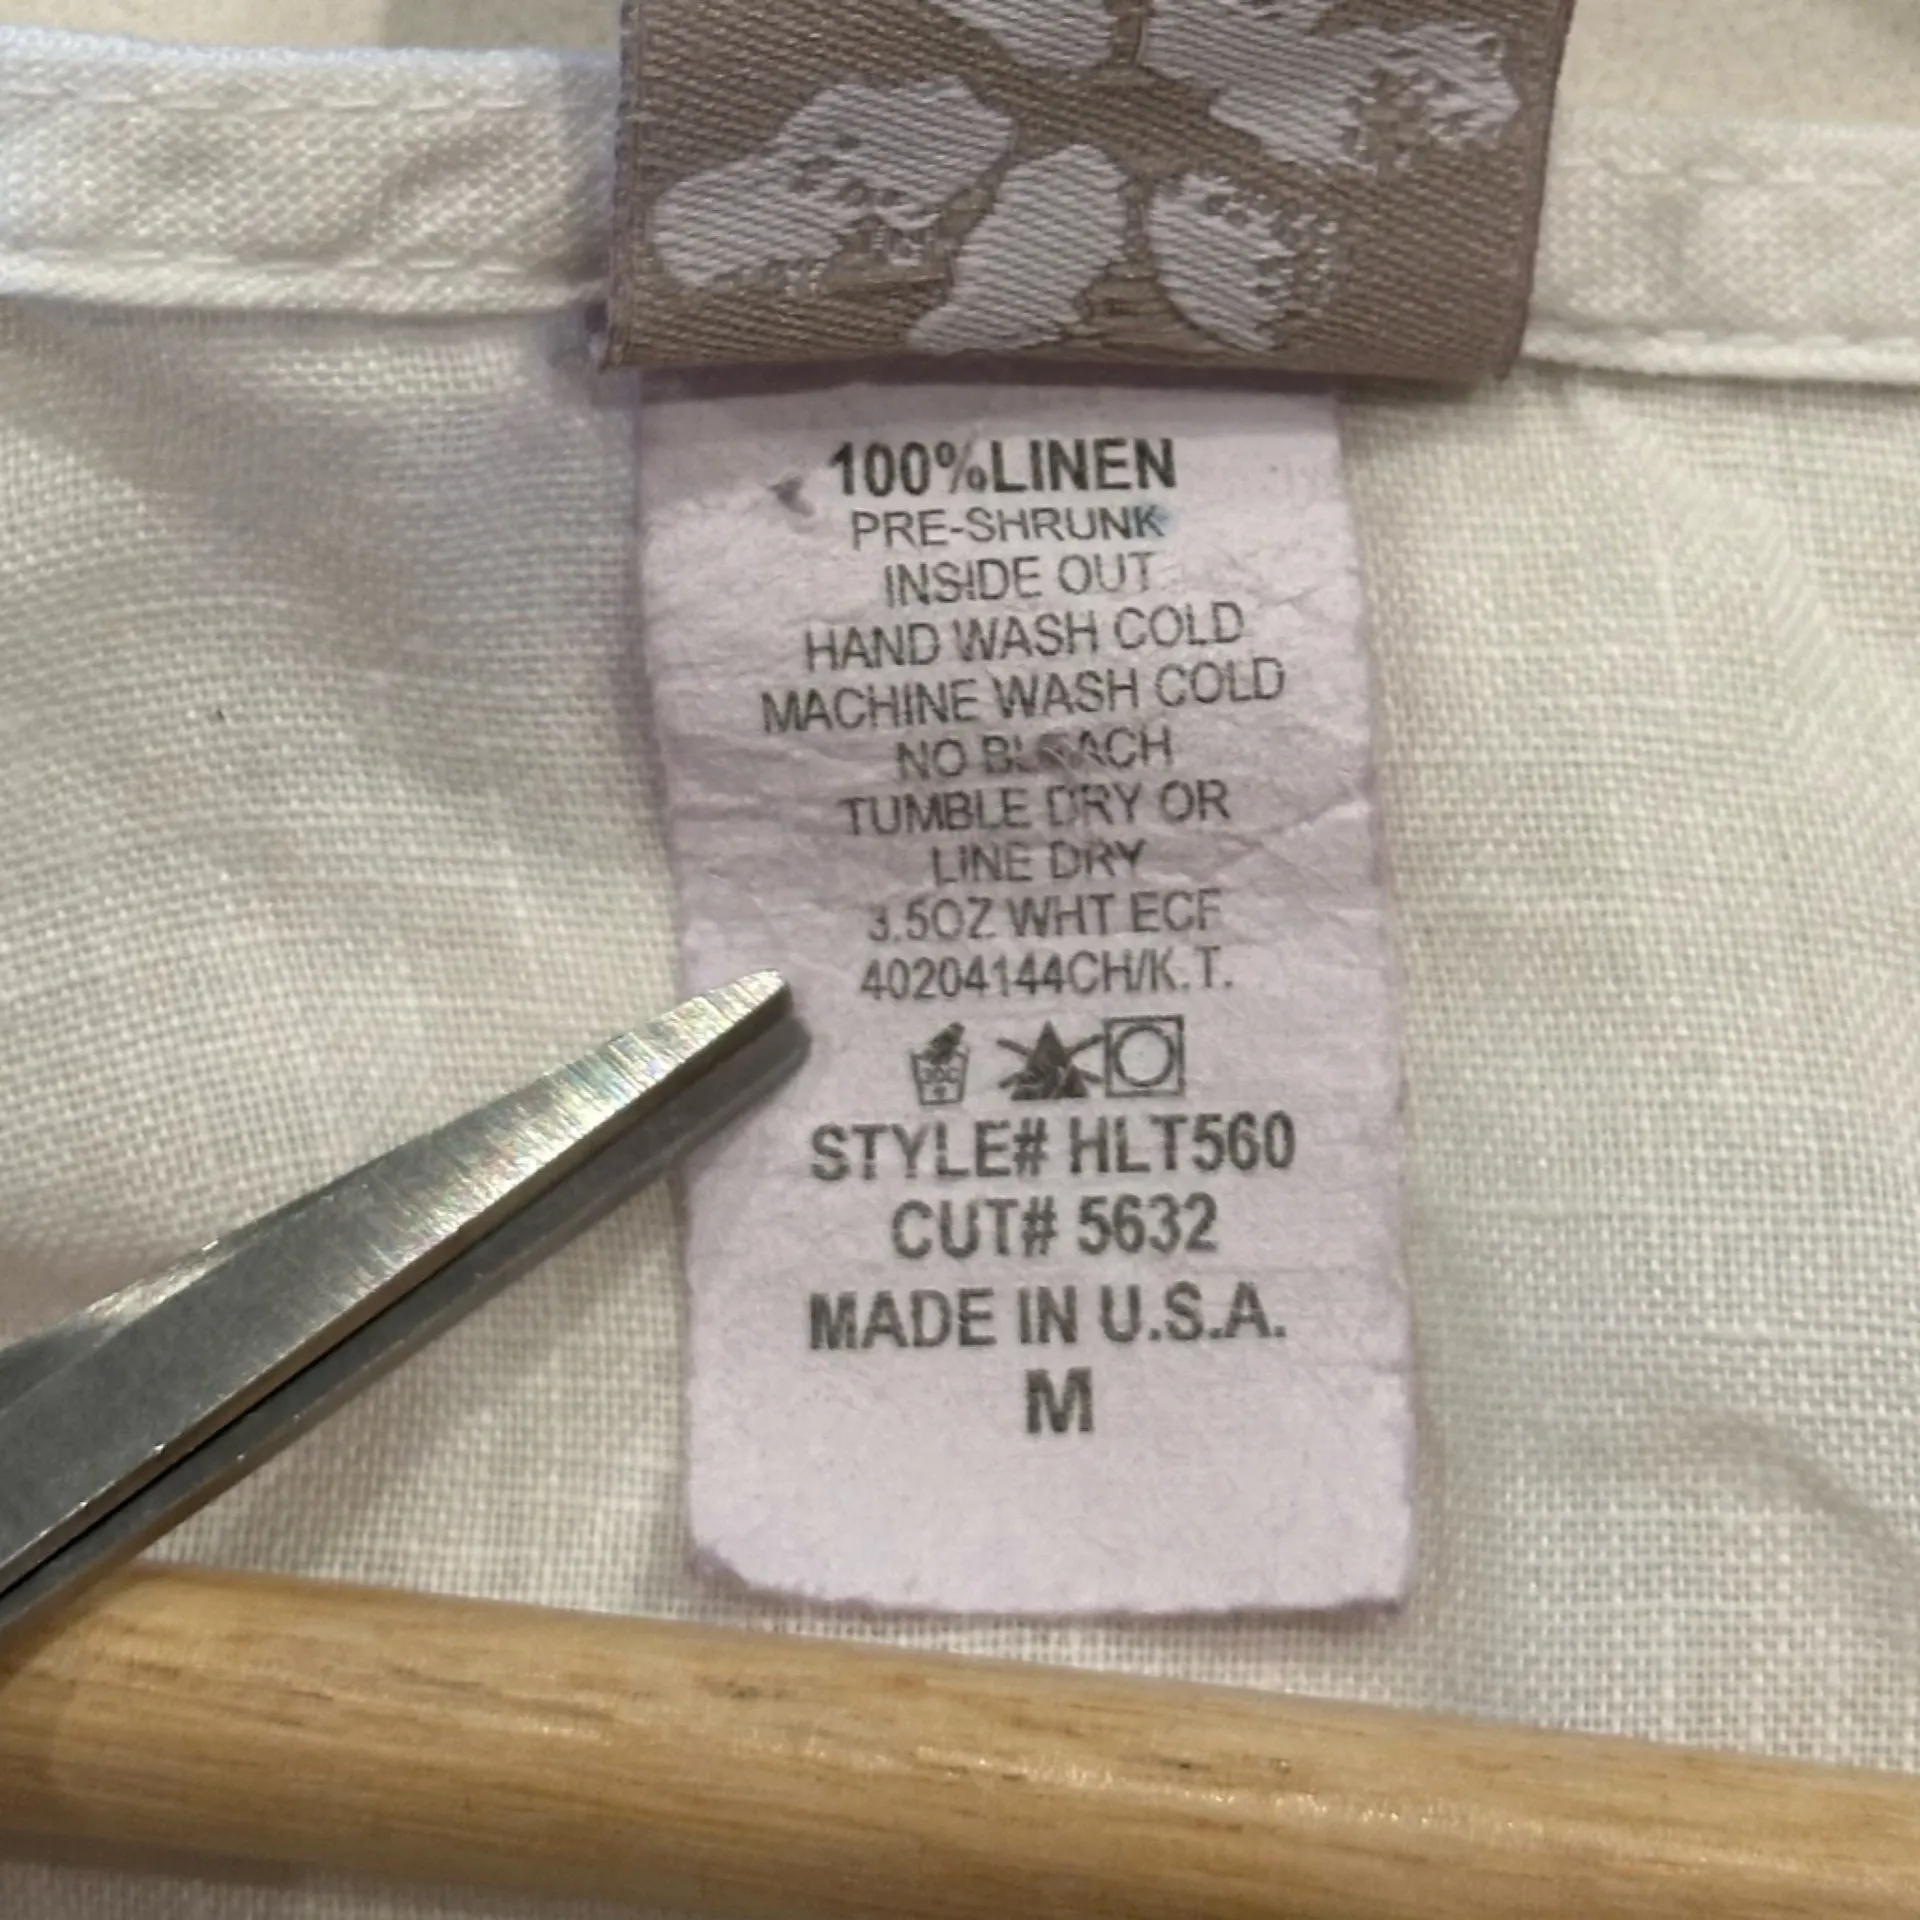 100%LINEN
PRE-SHRUNK
INSIDE OUT
HAND WASH COLD
MACHINE WASH COLD
NO BLEACH
TUMBLE DRY OR
LINE DRY
3.5OZ WHT ECF
40204144CH/K.T.
STYLE# HLT560
CUT# 5632
MADE IN U.S.A.
M